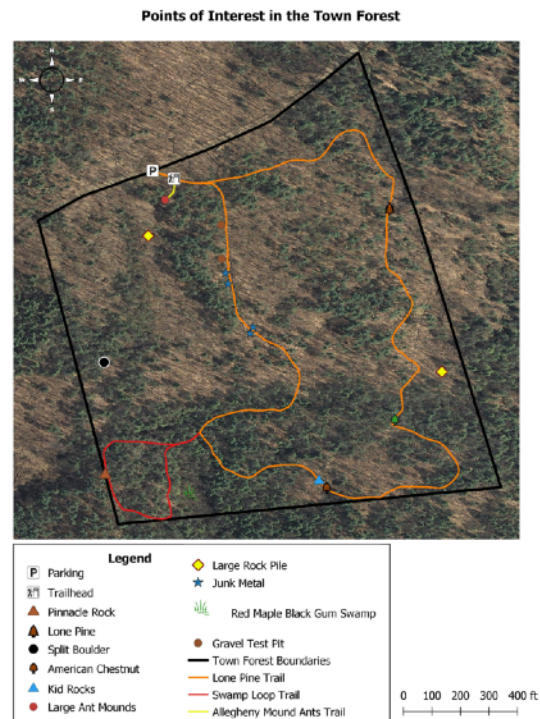 Points of Interest in the Town Forest
N
W E
S
P
Legend
P Parking
Trailhead
Pinnacle Rock
Lone Pine
Split Boulder
American Chestnut
Kid Rocks
Large Ant Mounds
Large Rock Pile
Junk Metal
Red Maple Black Gum Swamp
Gravel Test Pit
Town Forest Boundaries
Lone Pine Trail
Swamp Loop Trail
Allegheny Mound Ants Trail
0 100 200 300 400 ft